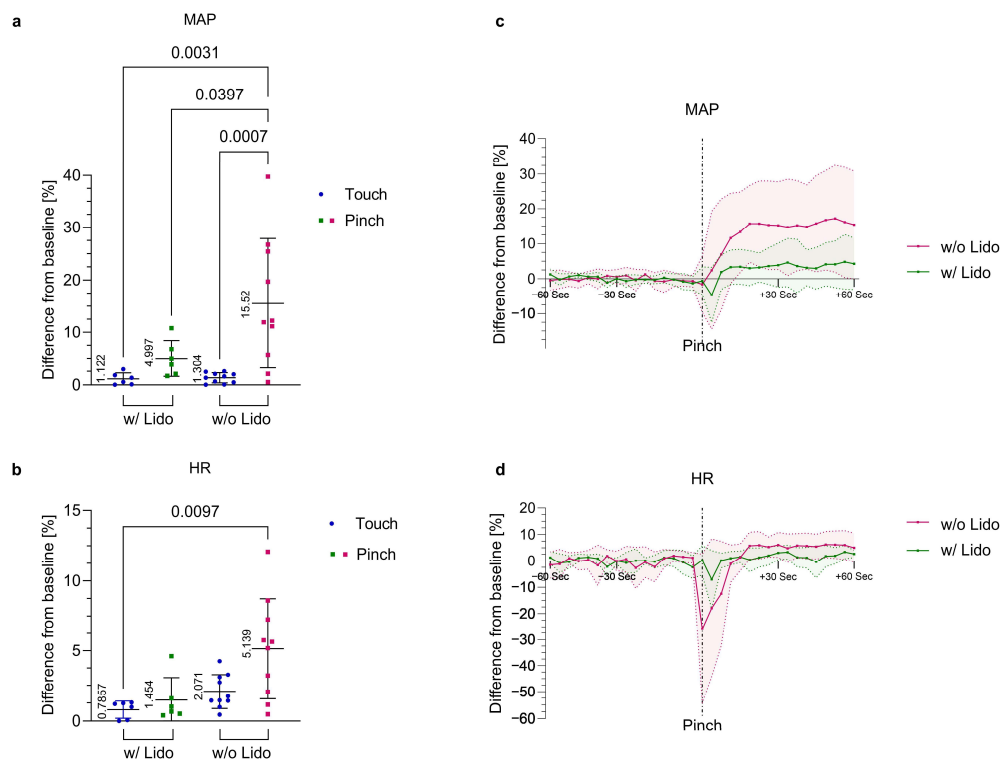 a
MAP
0.0031
0.0397
0.0007
Difference from baseline [%]
40
30
20
10
0
1.122
4.997
1.304
15.52
w/ Lido
w/o Lido
Touch
Pinch
c
MAP
Difference from baseline [%]
40
30
20
10
0
−10
−60 Sec
−30 Sec
+30 Sec
+60 Sec
Pinch
w/o Lido
w/ Lido
b
HR
0.0097
Difference from baseline [%]
15
10
5
0
0.7857
1.454
2.071
5.139
w/ Lido
w/o Lido
Touch
Pinch
d
HR
Difference from baseline [%]
20
10
0
−10
−20
−30
−40
−50
−60
−60 Sec
−30 Sec
+30 Sec
+60 Sec
Pinch
w/o Lido
w/ Lido